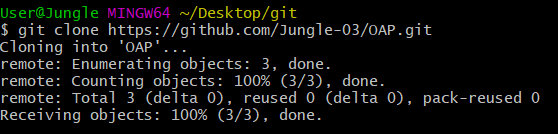 User@Jungle MINGW64 ~/Desktop/git
$ git clone https://github.com/Jungle-03/OAP.git
Cloning into 'OAP'...
remote: Enumerating objects: 3, done.
remote: Counting objects: 100% (3/3), done.
remote: Total 3 (delta 0), reused 0 (delta 0), pack-reused 0
Receiving objects: 100% (3/3), done.